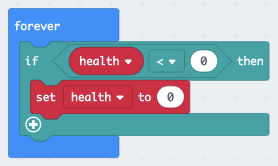 forever
if health < 0 then
set health to 0